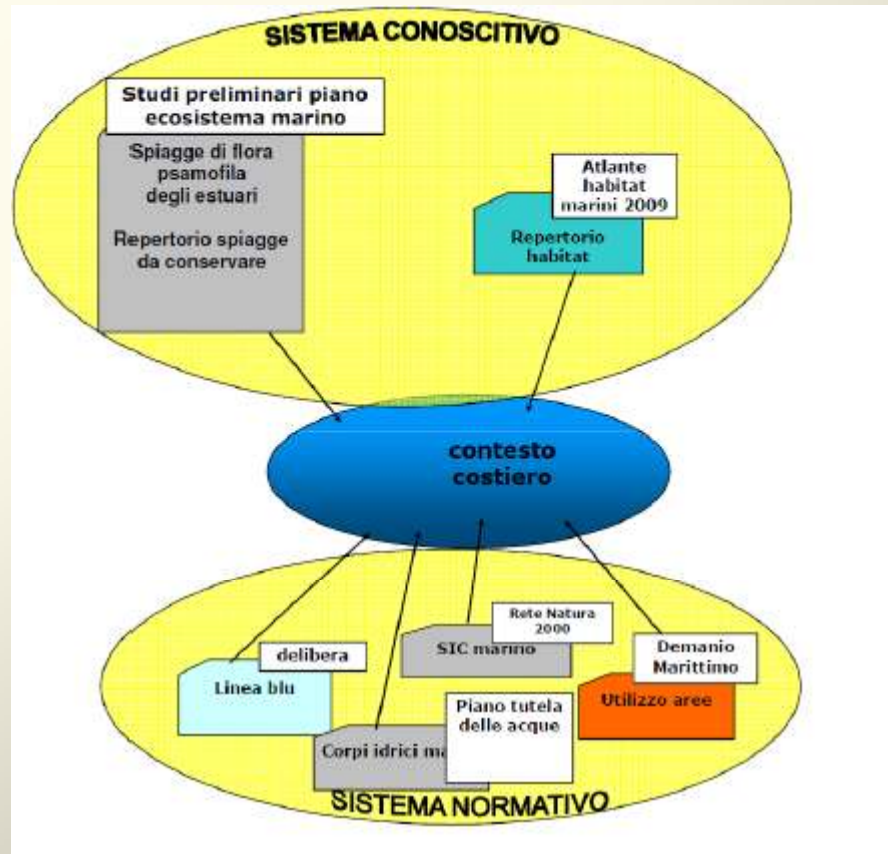 SISTEMA CONOSCITIVO
Studi preliminari piano
ecosistema marino
Spiagge di flora
psamofila
degli estuari
Repertorio spiagge
da conservare
Atlante
habitat
marini 2009
Repertorio
habitat
contesto
costiero
Rete Natura
2000
SIC marino
delibera
Linea blu
Demanio
Marittimo
Utilizzo aree
Piano tutela
delle acque
Corpi idrici
SISTEMA NORMATIVO